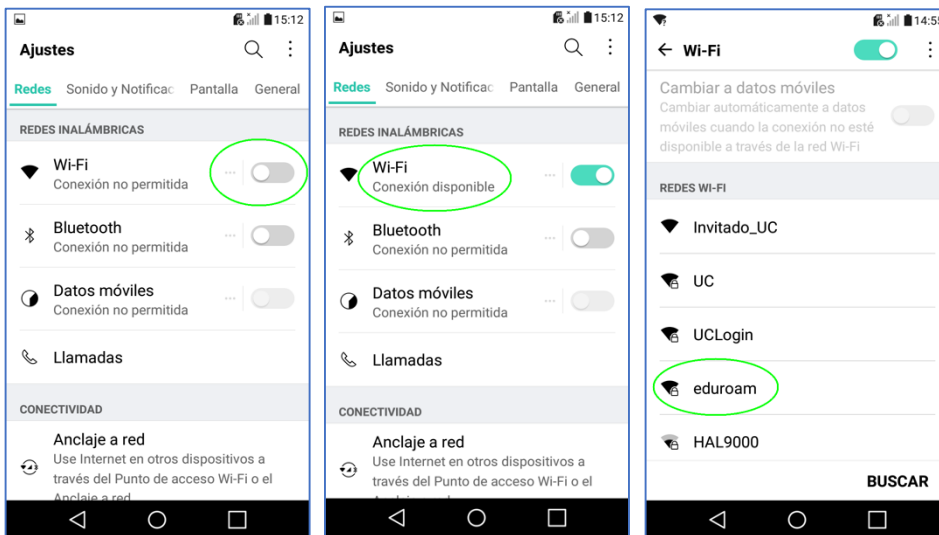 15:12
Ajustes
Redes Sonido y Notificac Pantalla General
REDES INALÁMBRICAS
Wi-Fi
Conexión no permitida
Bluetooth
Conexión no permitida
Datos móviles
Conexión no permitida
Llamadas
CONECTIVIDAD
Anclaje a red
Use Internet en otros dispositivos a
través del Punto de acceso Wi-Fi o el
Anclaje a red
15:12
Ajustes
Redes Sonido y Notificac Pantalla General
REDES INALÁMBRICAS
Wi-Fi
Conexión disponible
Bluetooth
Conexión no permitida
Datos móviles
Conexión no permitida
Llamadas
CONECTIVIDAD
Anclaje a red
Use Internet en otros dispositivos a
través del Punto de acceso Wi-Fi o el
14:55
Wi-Fi
Cambiar a datos móviles
Cambiar automáticamente a datos
móviles cuando la conexión no esté
disponible a través de la red Wi-Fi
REDES WI-FI
Invitado_UC
UC
UCLogin
eduroam
HAL9000
BUSCAR